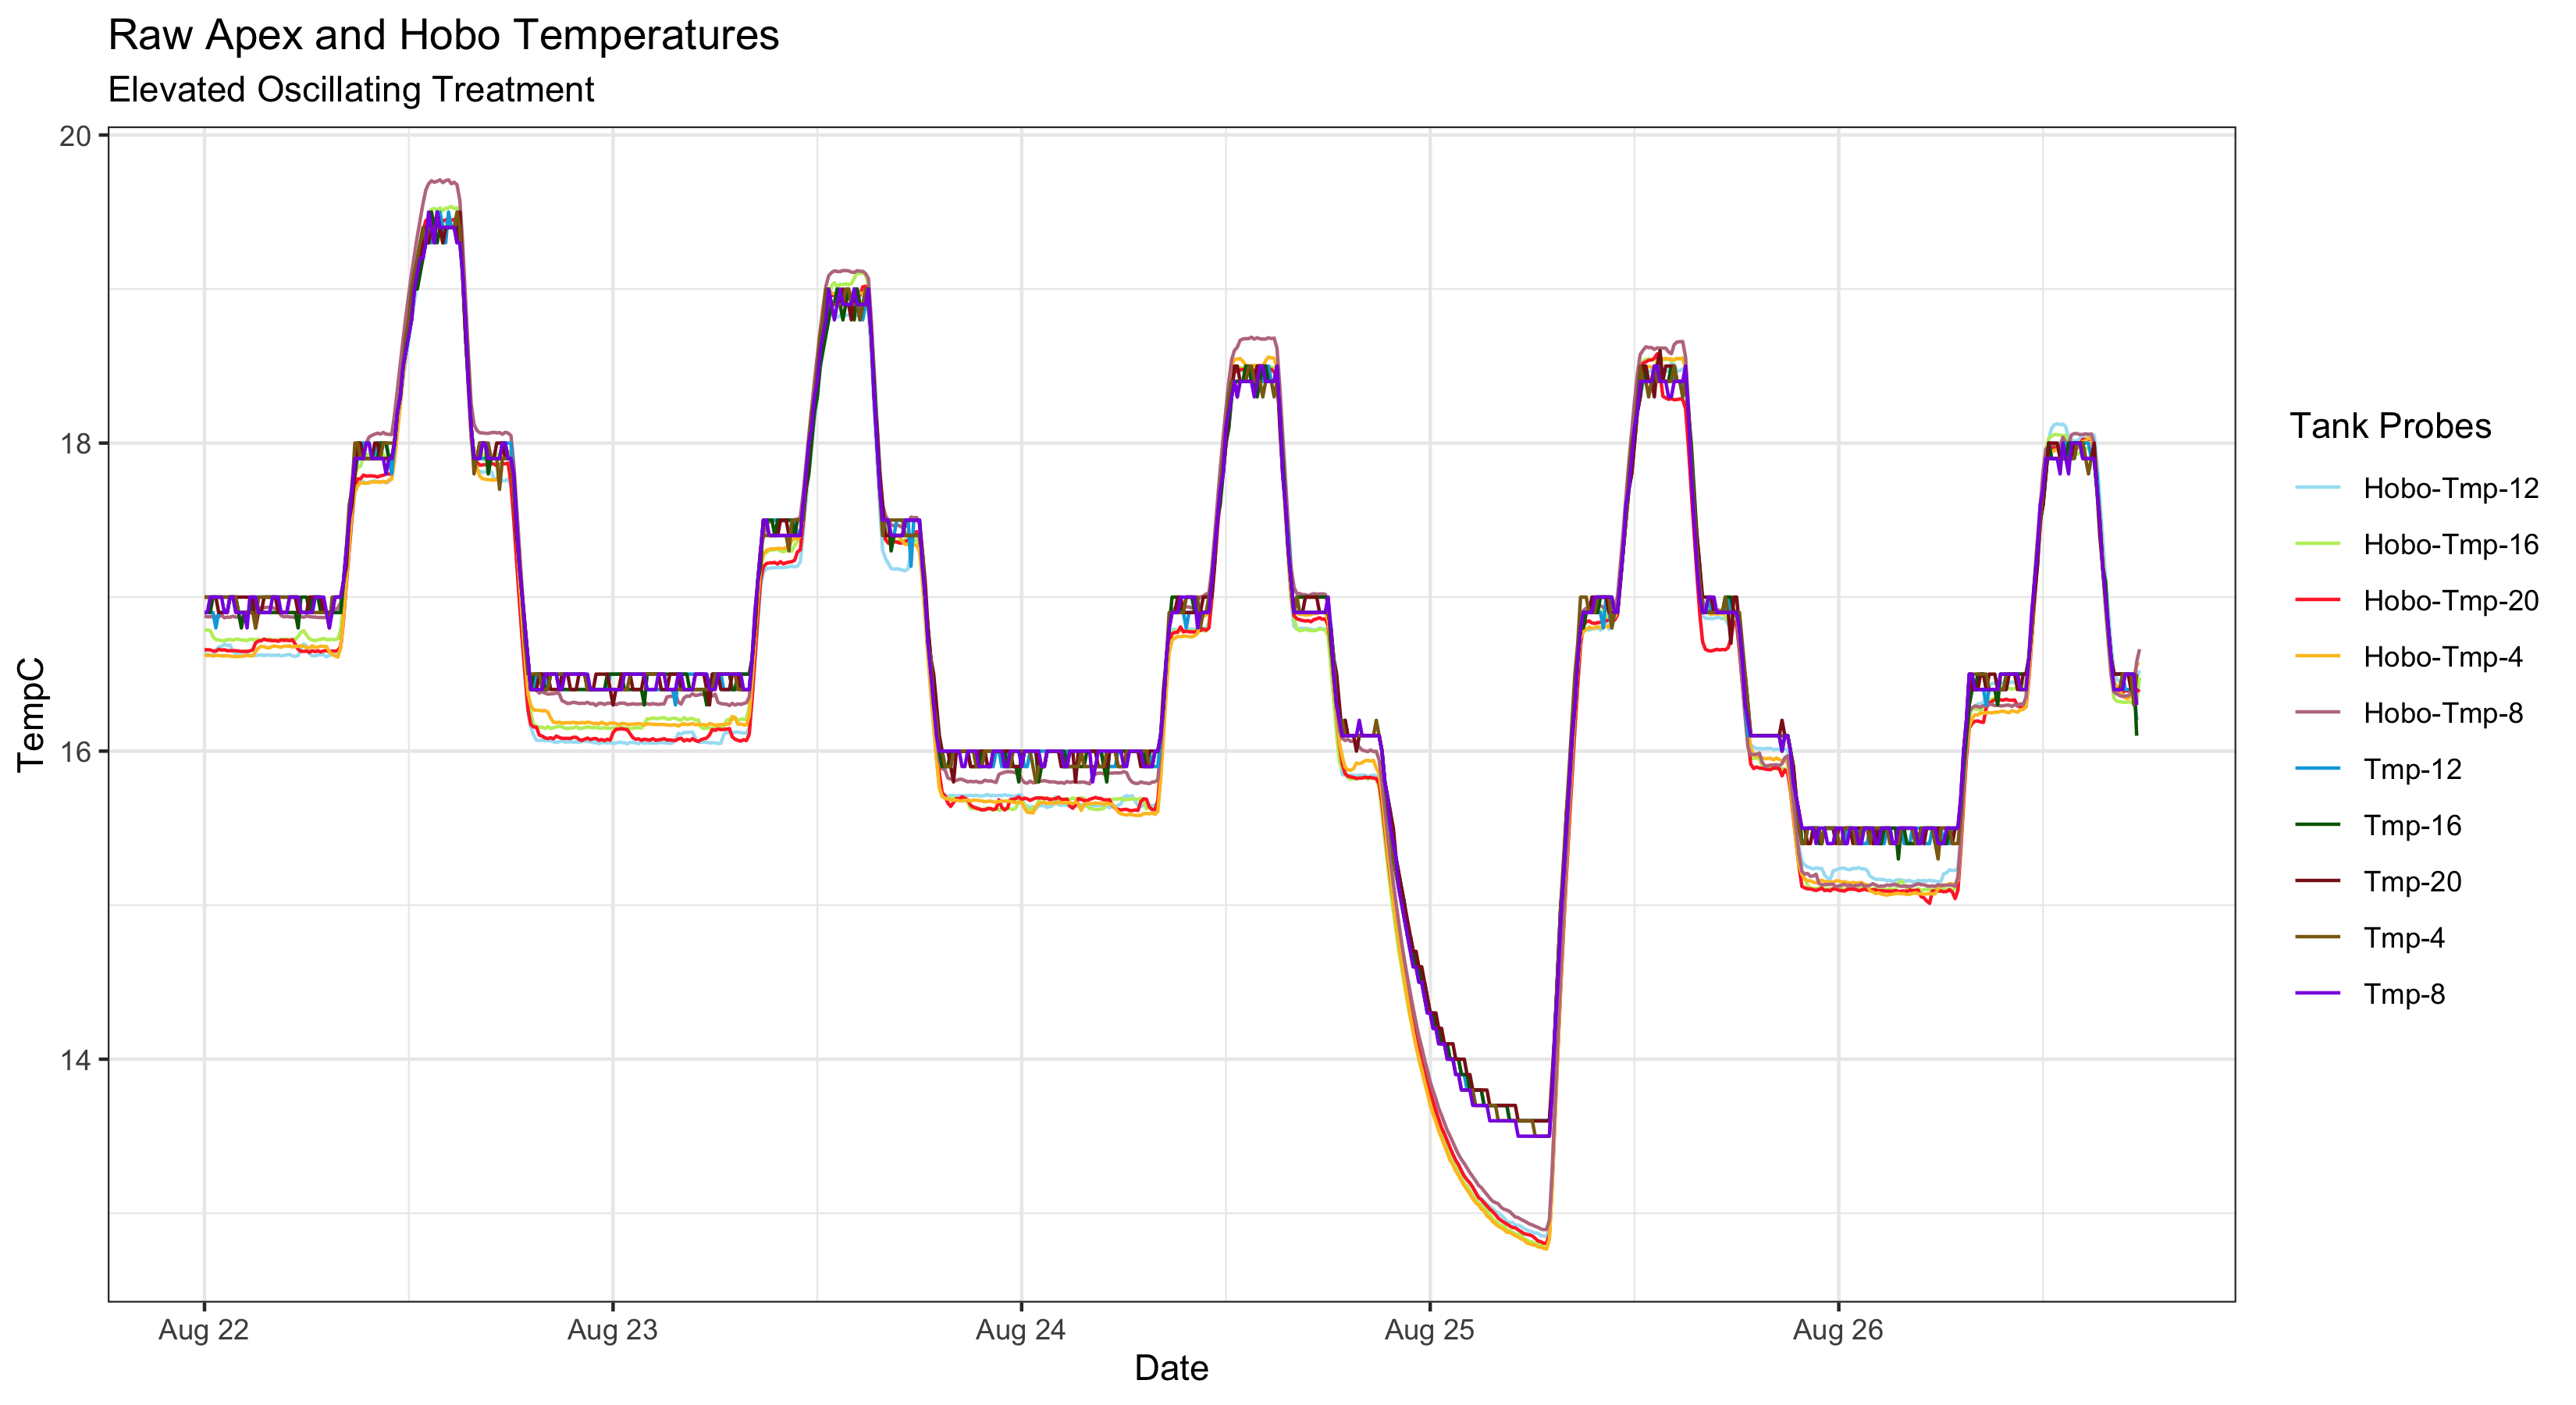 Raw Apex and Hobo Temperatures
Elevated Oscillating Treatment
20
18
16
14
TempC
Aug 22
Aug 23
Aug 24
Aug 25
Aug 26
Date
Tank Probes
Hobo-Tmp-12
Hobo-Tmp-16
Hobo-Tmp-20
Hobo-Tmp-4
Hobo-Tmp-8
Tmp-12
Tmp-16
Tmp-20
Tmp-4
Tmp-8